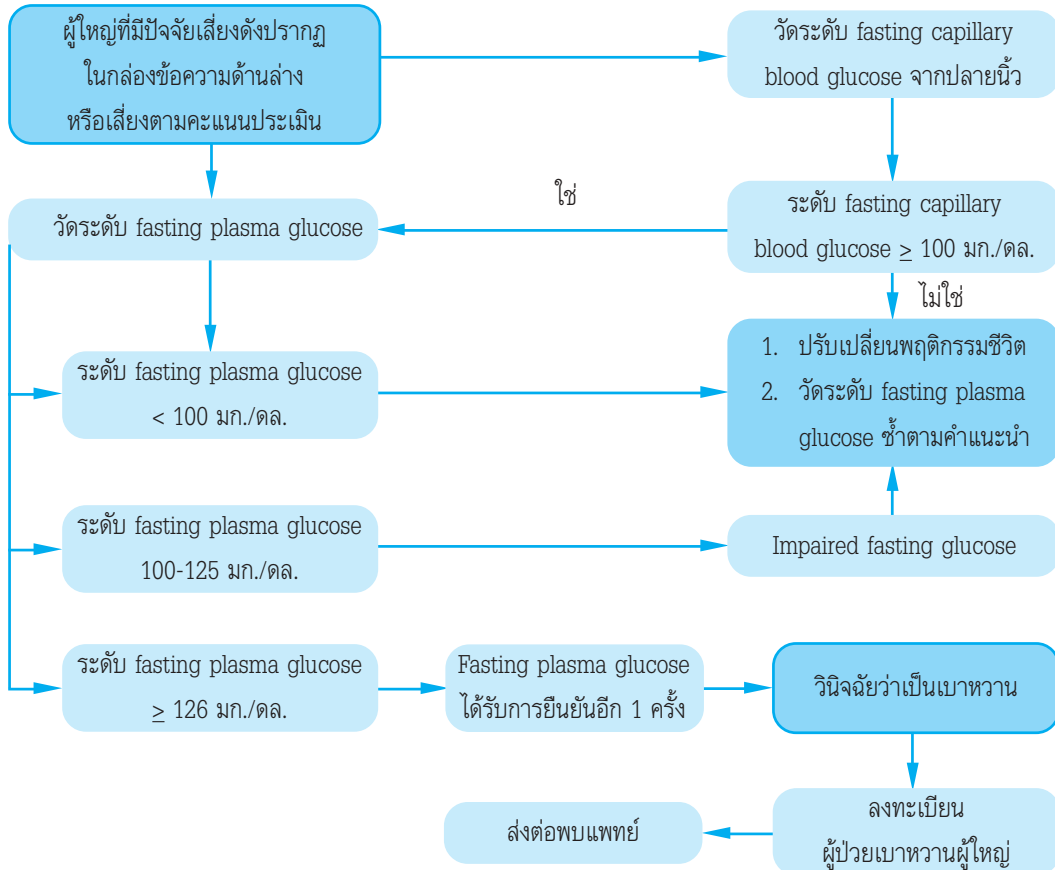 ผู้ใหญ่ที่มีปัจจัยเสี่ยงดังปรากฏ
ในกล่องข้อความด้านล่าง
หรือเสี่ยงตามคะแนนประเมิน
วัดระดับ fasting capillary
blood glucose จากปลายนิ้ว
ใช่
วัดระดับ fasting plasma glucose
ระดับ fasting capillary
blood glucose ≥ 100 มก./ดล.
ไม่ใช่
ระดับ fasting plasma glucose
< 100 มก./ดล.
1. ปรับเปลี่ยนพฤติกรรมชีวิต
2. วัดระดับ fasting plasma
glucose ซ้ำตามคำแนะนำ
ระดับ fasting plasma glucose
100-125 มก./ดล.
Impaired fasting glucose
ระดับ fasting plasma glucose
≥ 126 มก./ดล.
Fasting plasma glucose
ได้รับการยืนยันอีก 1 ครั้ง
วินิจฉัยว่าเป็นเบาหวาน
ลงทะเบียน
ผู้ป่วยเบาหวานผู้ใหญ่
ส่งต่อพบแพทย์